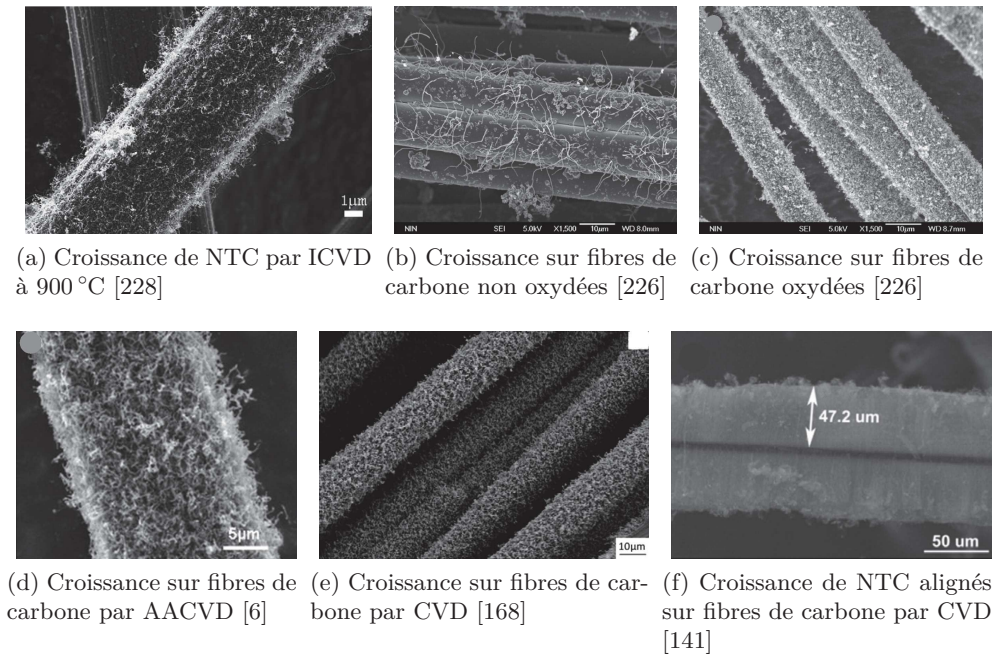 1μm
NIN SEI 5.0kV X1,500 10μm WD 8.0mm
NIN SEI 5.0kV X1,500 10μm WD 8.7mm
(a) Croissance de NTC par ICVD
à 900 °C [228]
(b) Croissance sur fibres de
carbone non oxydées [226]
(c) Croissance sur fibres de
carbone oxydées [226]
5μm
10μm
47.2 um
50 um
(d) Croissance sur fibres de
carbone par AACVD [6]
(e) Croissance sur fibres de car-
bone par CVD [168]
(f) Croissance de NTC alignés
sur fibres de carbone par CVD
[141]